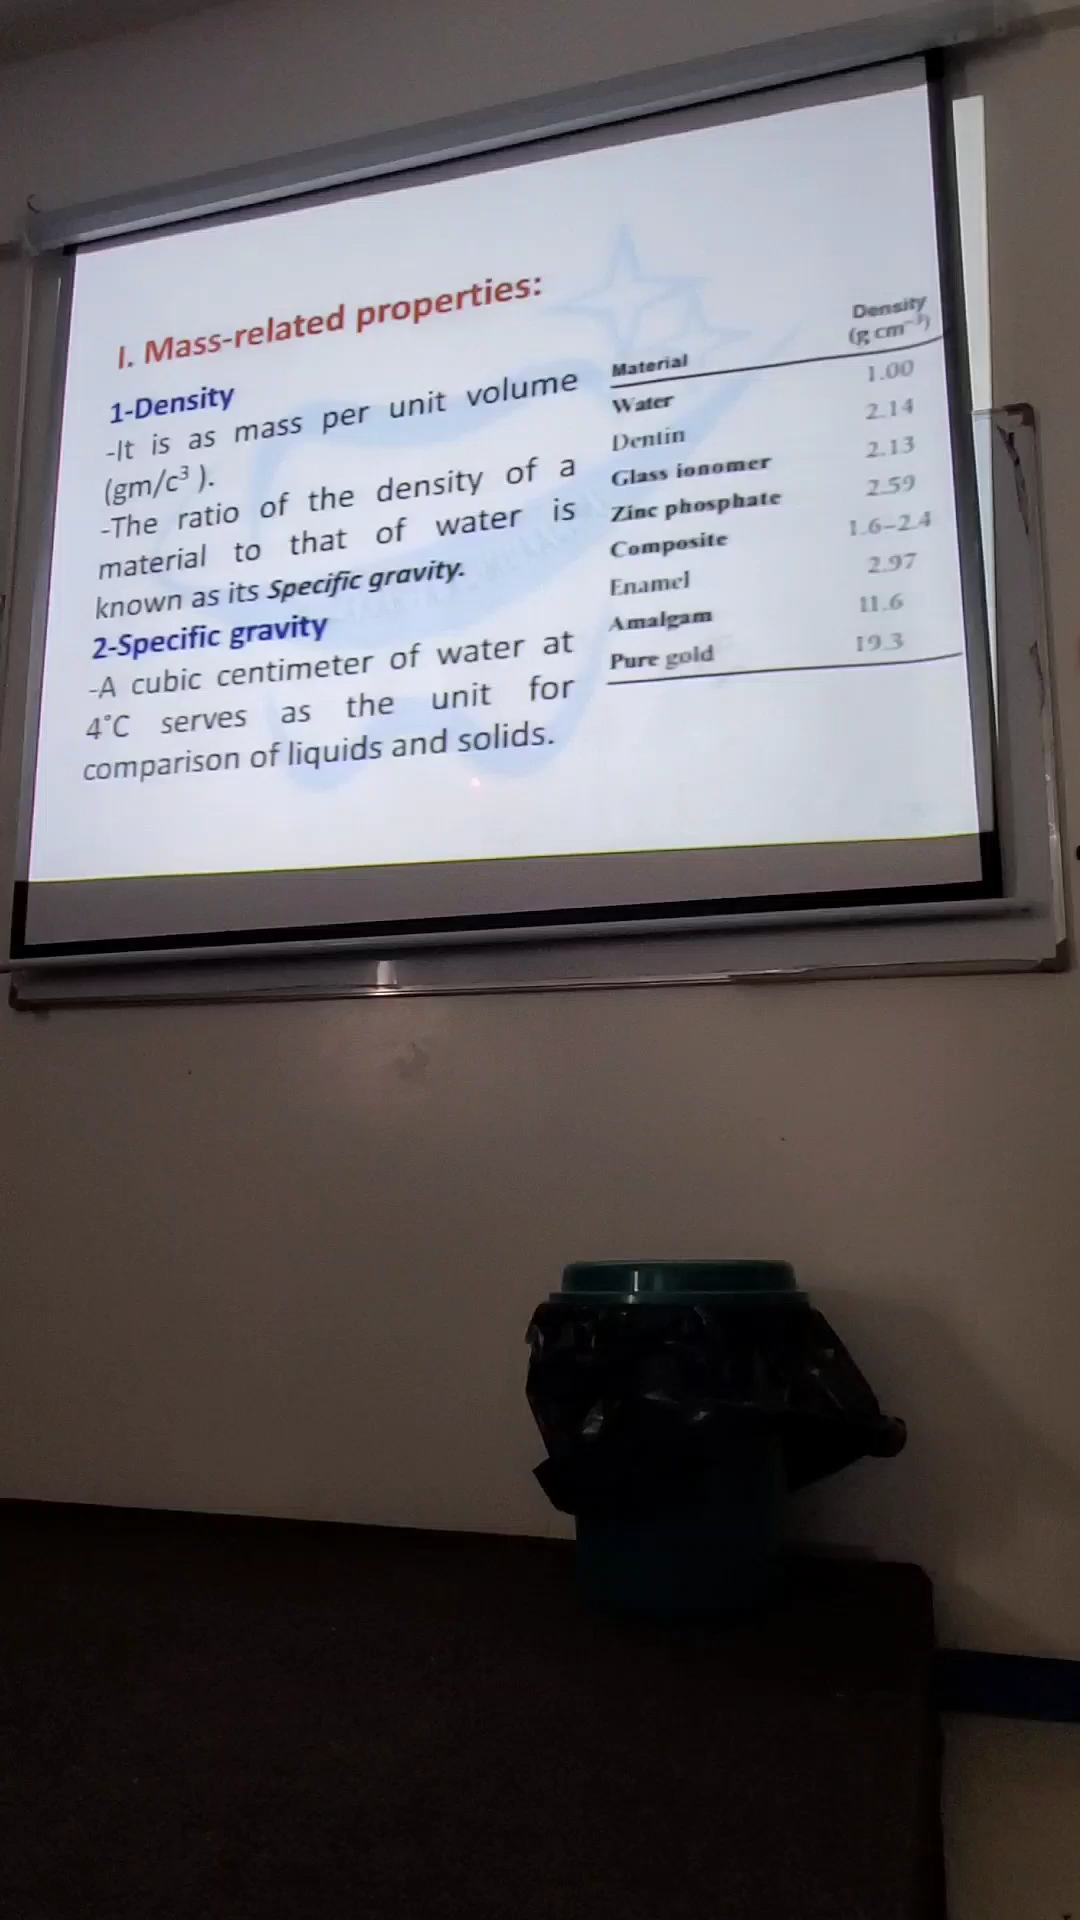 I. Mass-related properties:
1-Density
-It is as mass per unit volume
(gm/c³ ).
-The ratio of the density of a
material to that of water is
known as its Specific gravity.
2-Specific gravity
-A cubic centimeter of water at
4°C serves as the unit for
comparison of liquids and solids.
Material Density
(g cm⁻³)
Water 1.00
Dentin 2.14
Glass ionomer 2.13
Zinc phosphate 2.59
Composite 1.6–2.4
Enamel 2.97
Amalgam 11.6
Pure gold 19.3